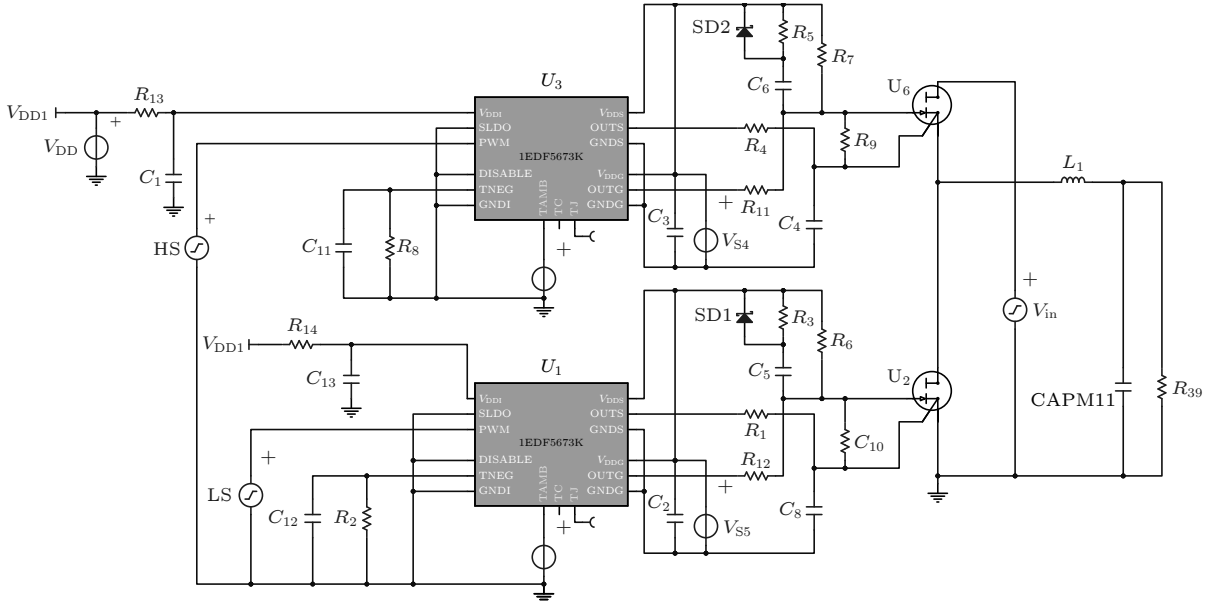 SD2
R5
R7
U3
C6
U6
VDD1
R13
+
VDDI
VDDS
SLDO
OUTS
PWM
GNDS
1EDF5673K
VDD
R4
R9
C1
DISABLE
VDDG
TNEG
OUTG
GNDI
GNDG
TAMB
TC
TJ
+
R11
L1
+
HS
C11
R8
+
C3
VS4
C4
+
Vin
SD1
R3
R6
VDD1
R14
C13
U1
C5
U2
VDDI
VDDS
SLDO
OUTS
PWM
GNDS
1EDF5673K
R1
C10
CAPM11
R39
+
DISABLE
VDDG
TNEG
OUTG
GNDI
GNDG
TAMB
TC
TJ
R12
+
LS
C12
R2
+
C2
VS5
C8